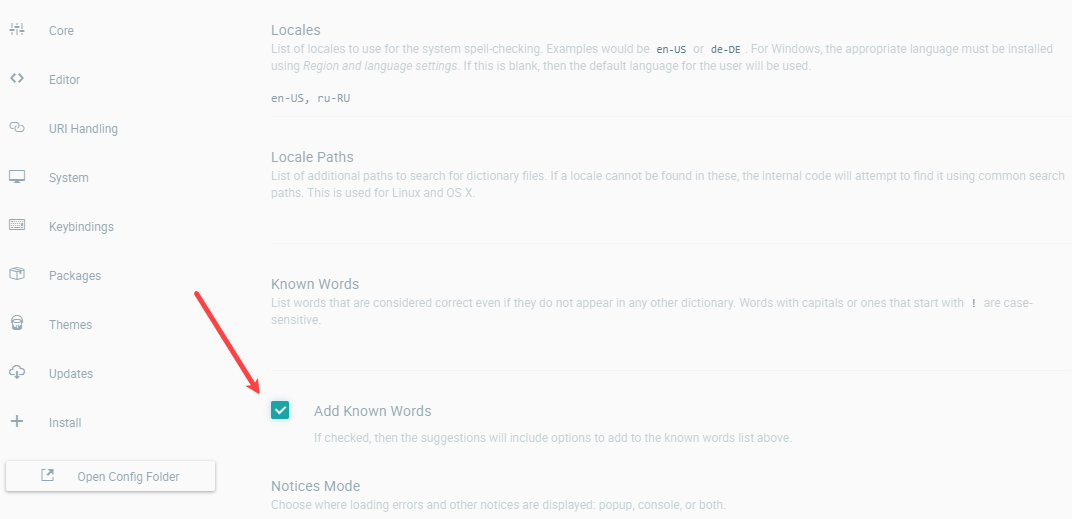 Core
Editor
URI Handling
System
Keybindings
Packages
Themes
Updates
Install
Open Config Folder
Locales
List of locales to use for the system spell-checking. Examples would be en-US or de-DE . For Windows, the appropriate language must be installed
using Region and language settings. If this is blank, then the default language for the user will be used.
en-US, ru-RU
Locale Paths
List of additional paths to search for dictionary files. If a locale cannot be found in these, the internal code will attempt to find it using common search
paths. This is used for Linux and OS X.
Known Words
List words that are considered correct even if they do not appear in any other dictionary. Words with capitals or ones that start with ! are case-
sensitive.
Add Known Words
If checked, then the suggestions will include options to add to the known words list above.
Notices Mode
Choose where loading errors and other notices are displayed: popup, console, or both.